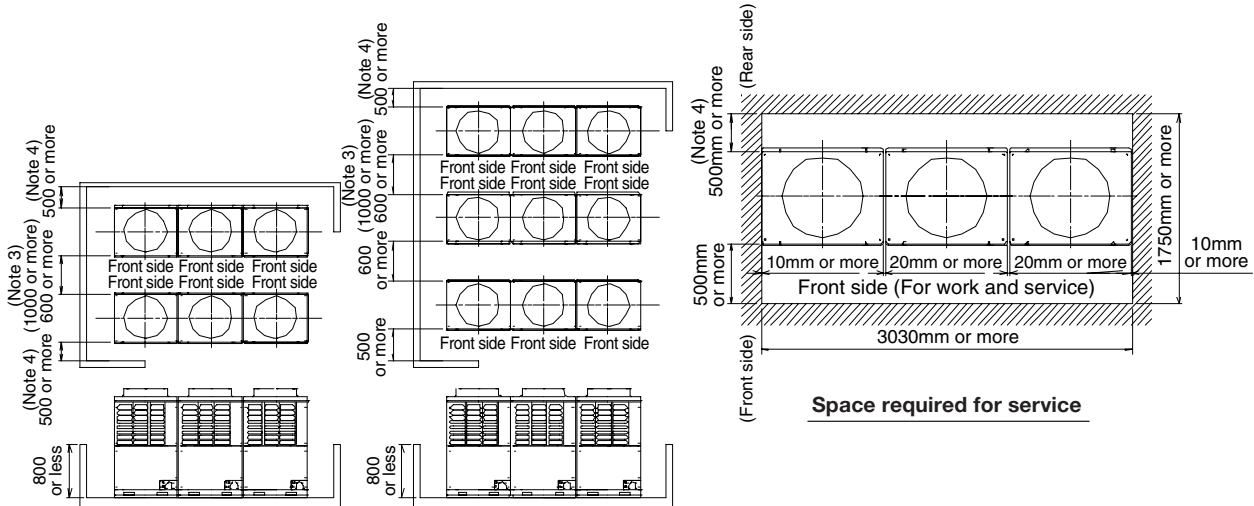 (Note 4)
500 or more
(Note 3)
(1000 or more)
600 or more
(Note 4)
500 or more
Front side Front side Front side
Front side Front side Front side
800
or less
(Note 4)
500 or more
(Note 3)
(1000 or more)
600 or more
600
500
or more
Front side Front side Front side
Front side Front side Front side
Front side Front side Front side
800
or less
(Rear side)
(Note 4)
500mm or more
500mm
or more
(Front side)
10mm or more 20mm or more 20mm or more
Front side (For work and service)
3030mm or more
1750mm or more
10mm
or more
Space required for service